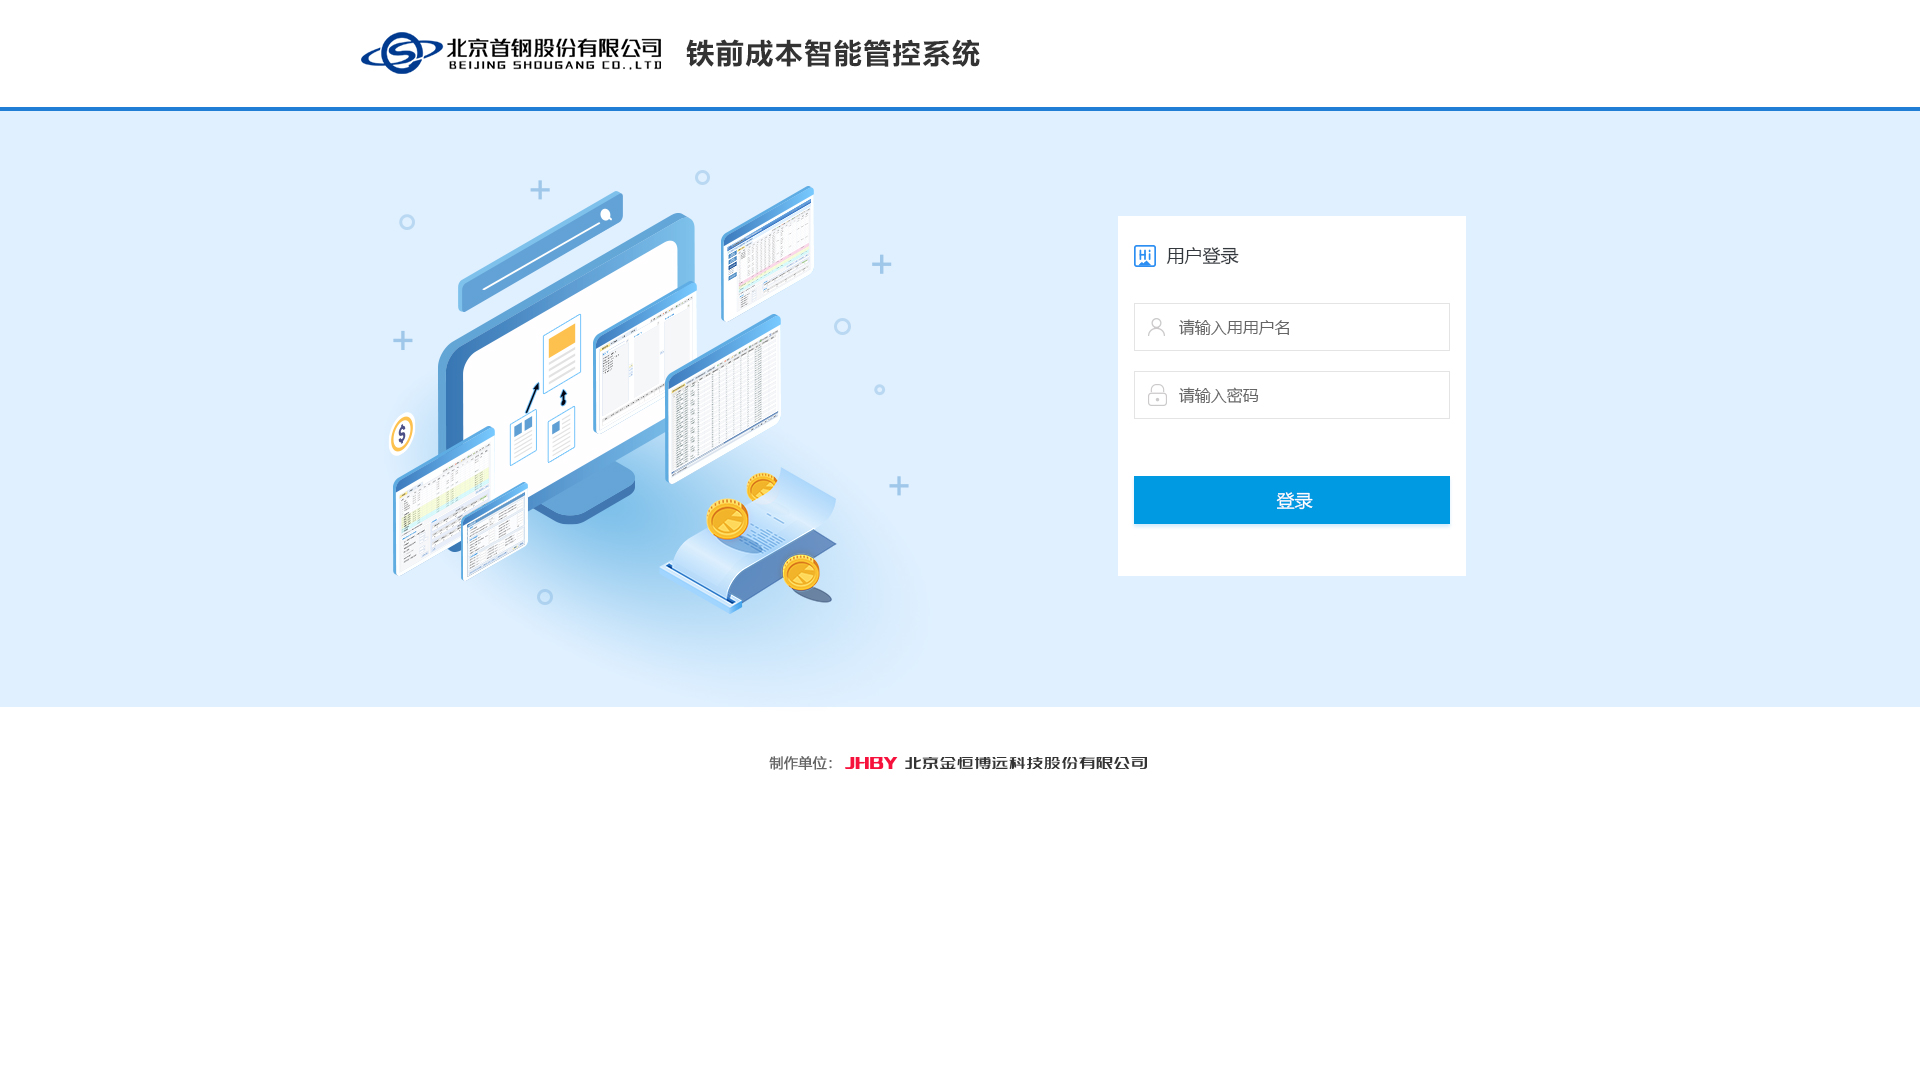 北京首钢股份有限公司
BEIJING SHOUGANG CO.,LTD
铁前成本智能管控系统
Hi 用户登录
请输入用用户名
请输入密码
登录
制作单位： JHBY 北京金恒博远科技股份有限公司